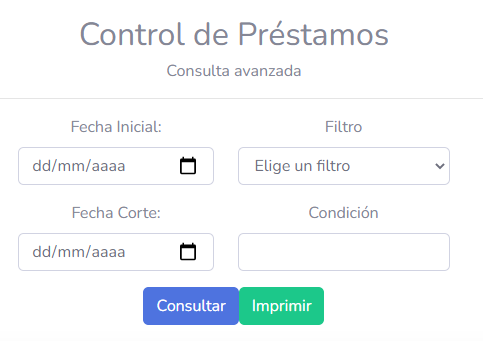 Control de Préstamos
Consulta avanzada
Fecha Inicial: Filtro
dd/mm/aaaa Elige un filtro
Fecha Corte: Condición
dd/mm/aaaa
Consultar Imprimir